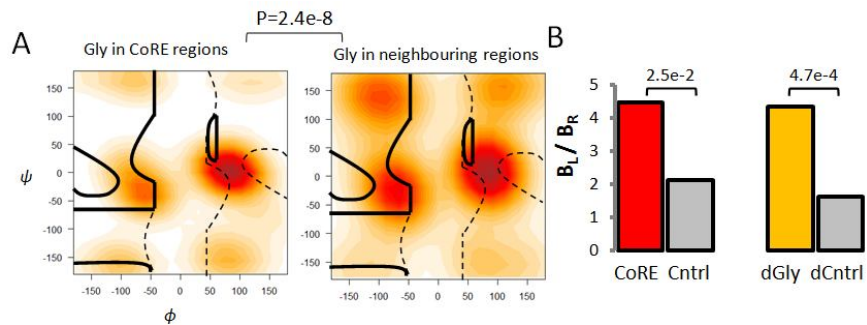 P=2.4e-8
A
Gly in CoRE regions
Gly in neighbouring regions
B
150
100
50
0
-50
-100
-150
ψ
-150 -100 -50 0 50 100 150
ϕ
150
100
50
0
-50
-100
-150
-150 -100 -50 0 50 100 150
2.5e-2
4.7e-4
5
4
3
2
1
0
B_L/ B_R
CoRE Cntrl
dGly dCntrl